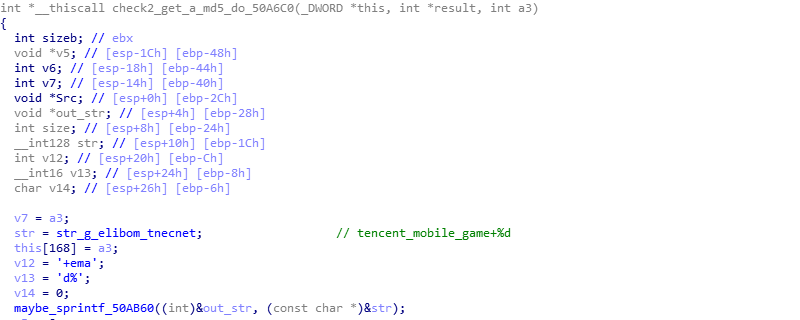 int *__thiscall check2_get_a_md5_do_50A6C0(_DWORD *this, int *result, int a3)
{
int sizeb; // ebx
void *v5; // [esp-1Ch] [ebp-48h]
int v6; // [esp-18h] [ebp-44h]
int v7; // [esp-14h] [ebp-40h]
void *Src; // [esp+0h] [ebp-2Ch]
void *out_str; // [esp+4h] [ebp-28h]
int size; // [esp+8h] [ebp-24h]
__int128 str; // [esp+10h] [ebp-1Ch]
int v12; // [esp+20h] [ebp-Ch]
__int16 v13; // [esp+24h] [ebp-8h]
char v14; // [esp+26h] [ebp-6h]
v7 = a3;
str = str_g_elibom_tnecnet; // tencent_mobile_game+%d
this[168] = a3;
v12 = '+ema';
v13 = 'd%';
v14 = 0;
maybe_sprintf_50AB60((int)&out_str, (const char *)&str);